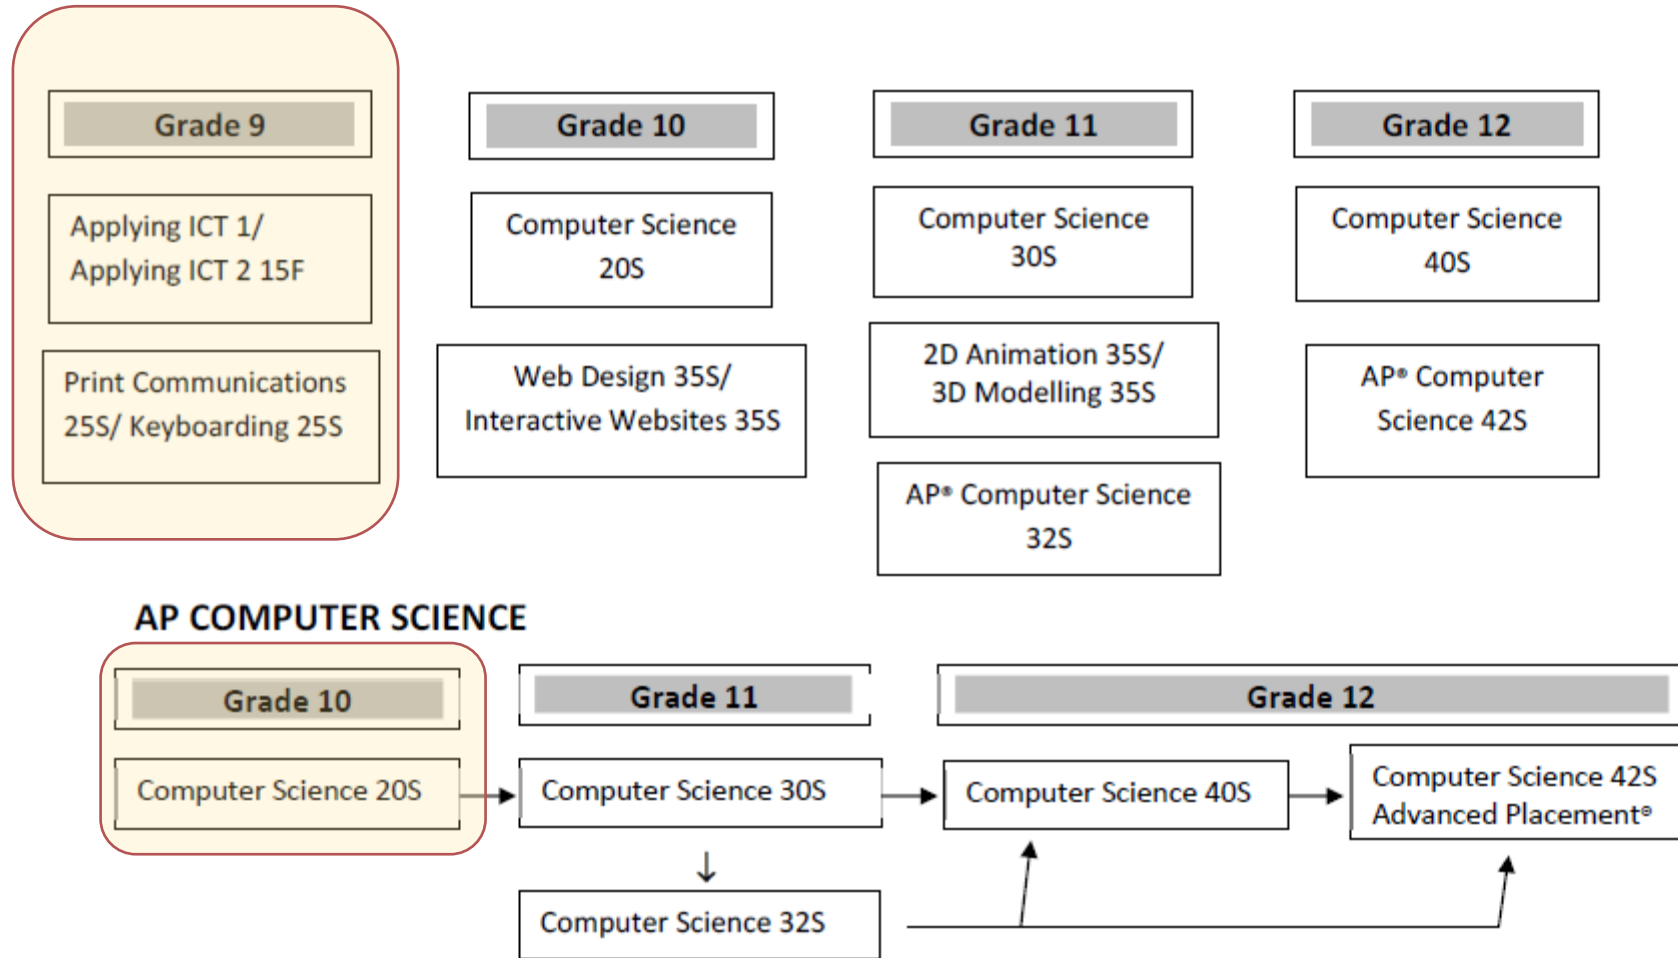 Grade 9
Grade 10
Grade 11
Grade 12
Applying ICT 1/
Applying ICT 2 15F
Computer Science
20S
Computer Science
30S
Computer Science
40S
Print Communications
25S/ Keyboarding 25S
Web Design 35S/
Interactive Websites 35S
2D Animation 35S/
3D Modelling 35S
AP® Computer
Science 42S
AP® Computer Science
32S
AP COMPUTER SCIENCE
Grade 10
Grade 11
Grade 12
Computer Science 20S
Computer Science 30S
Computer Science 40S
Computer Science 42S
Advanced Placement®
Computer Science 32S